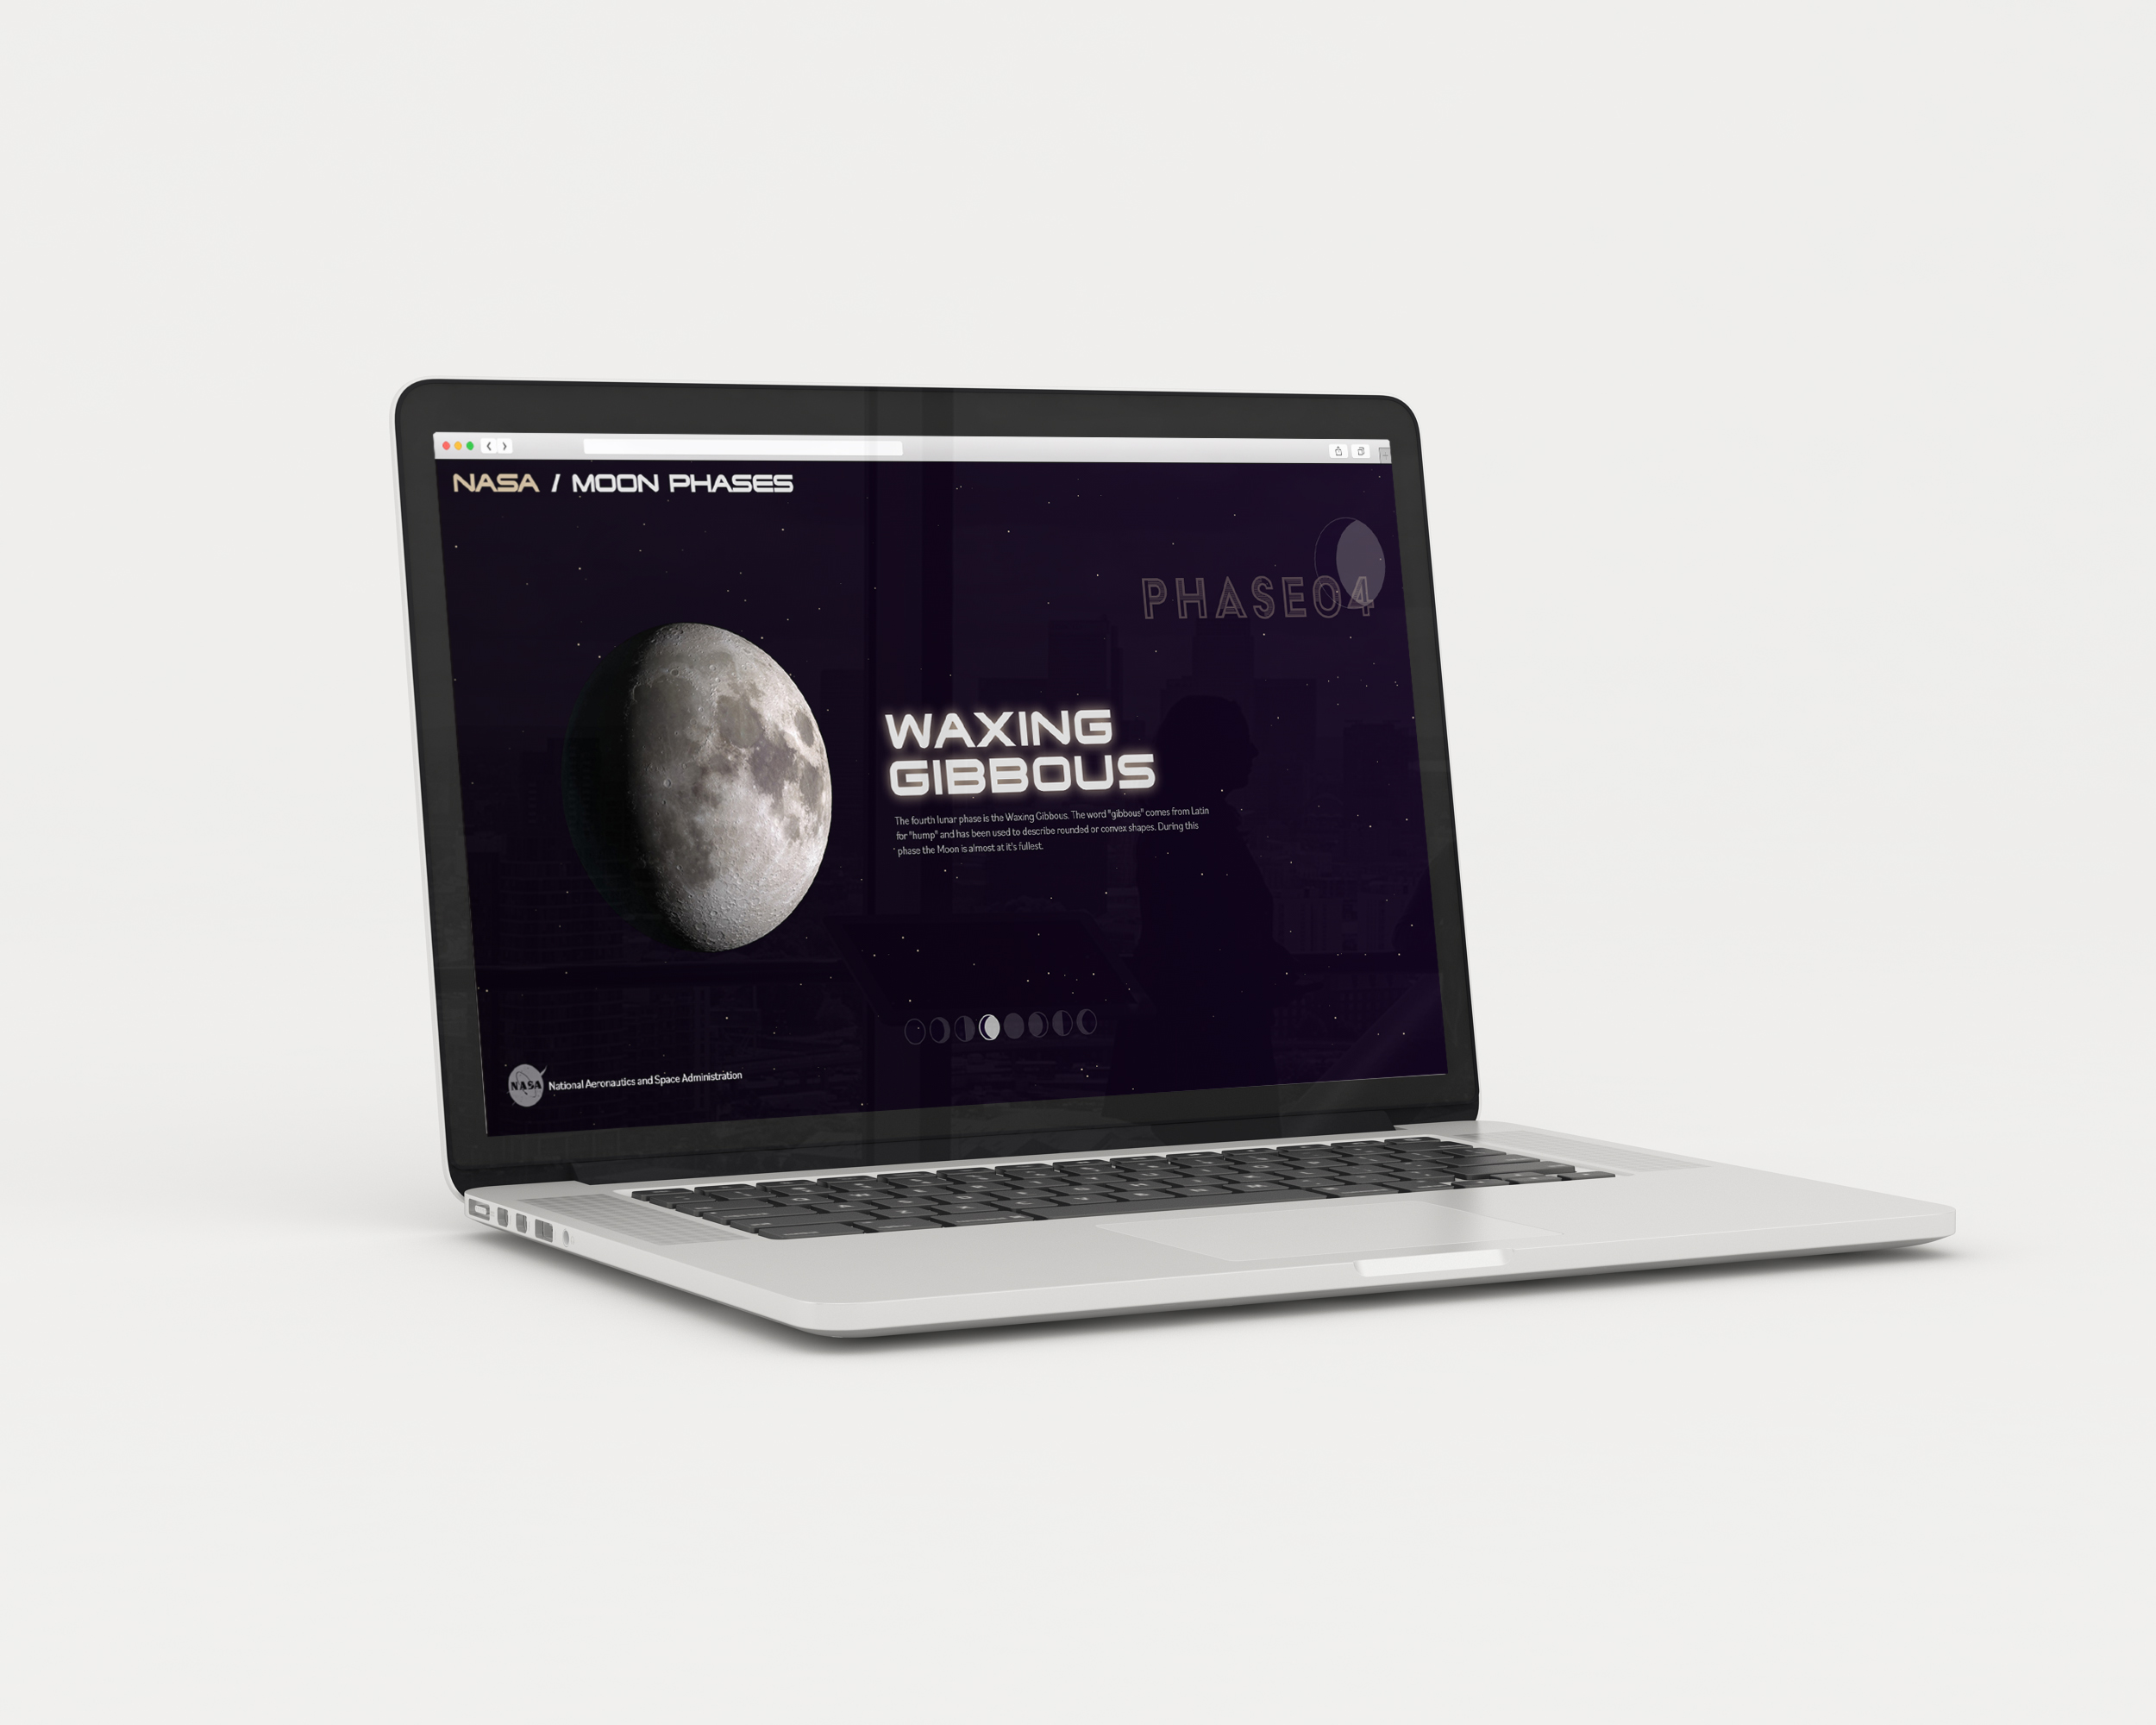 NASA / MOON PHASES
PHASE04
WAXING
GIBBOUS
The fourth lunar phase is the Waxing Gibbous. The word "gibbous" comes from Latin
for "hump" and has been used to describe rounded or convex shapes. During this
phase the Moon is almost at it's fullest.
NASA National Aeronautics and Space Administration